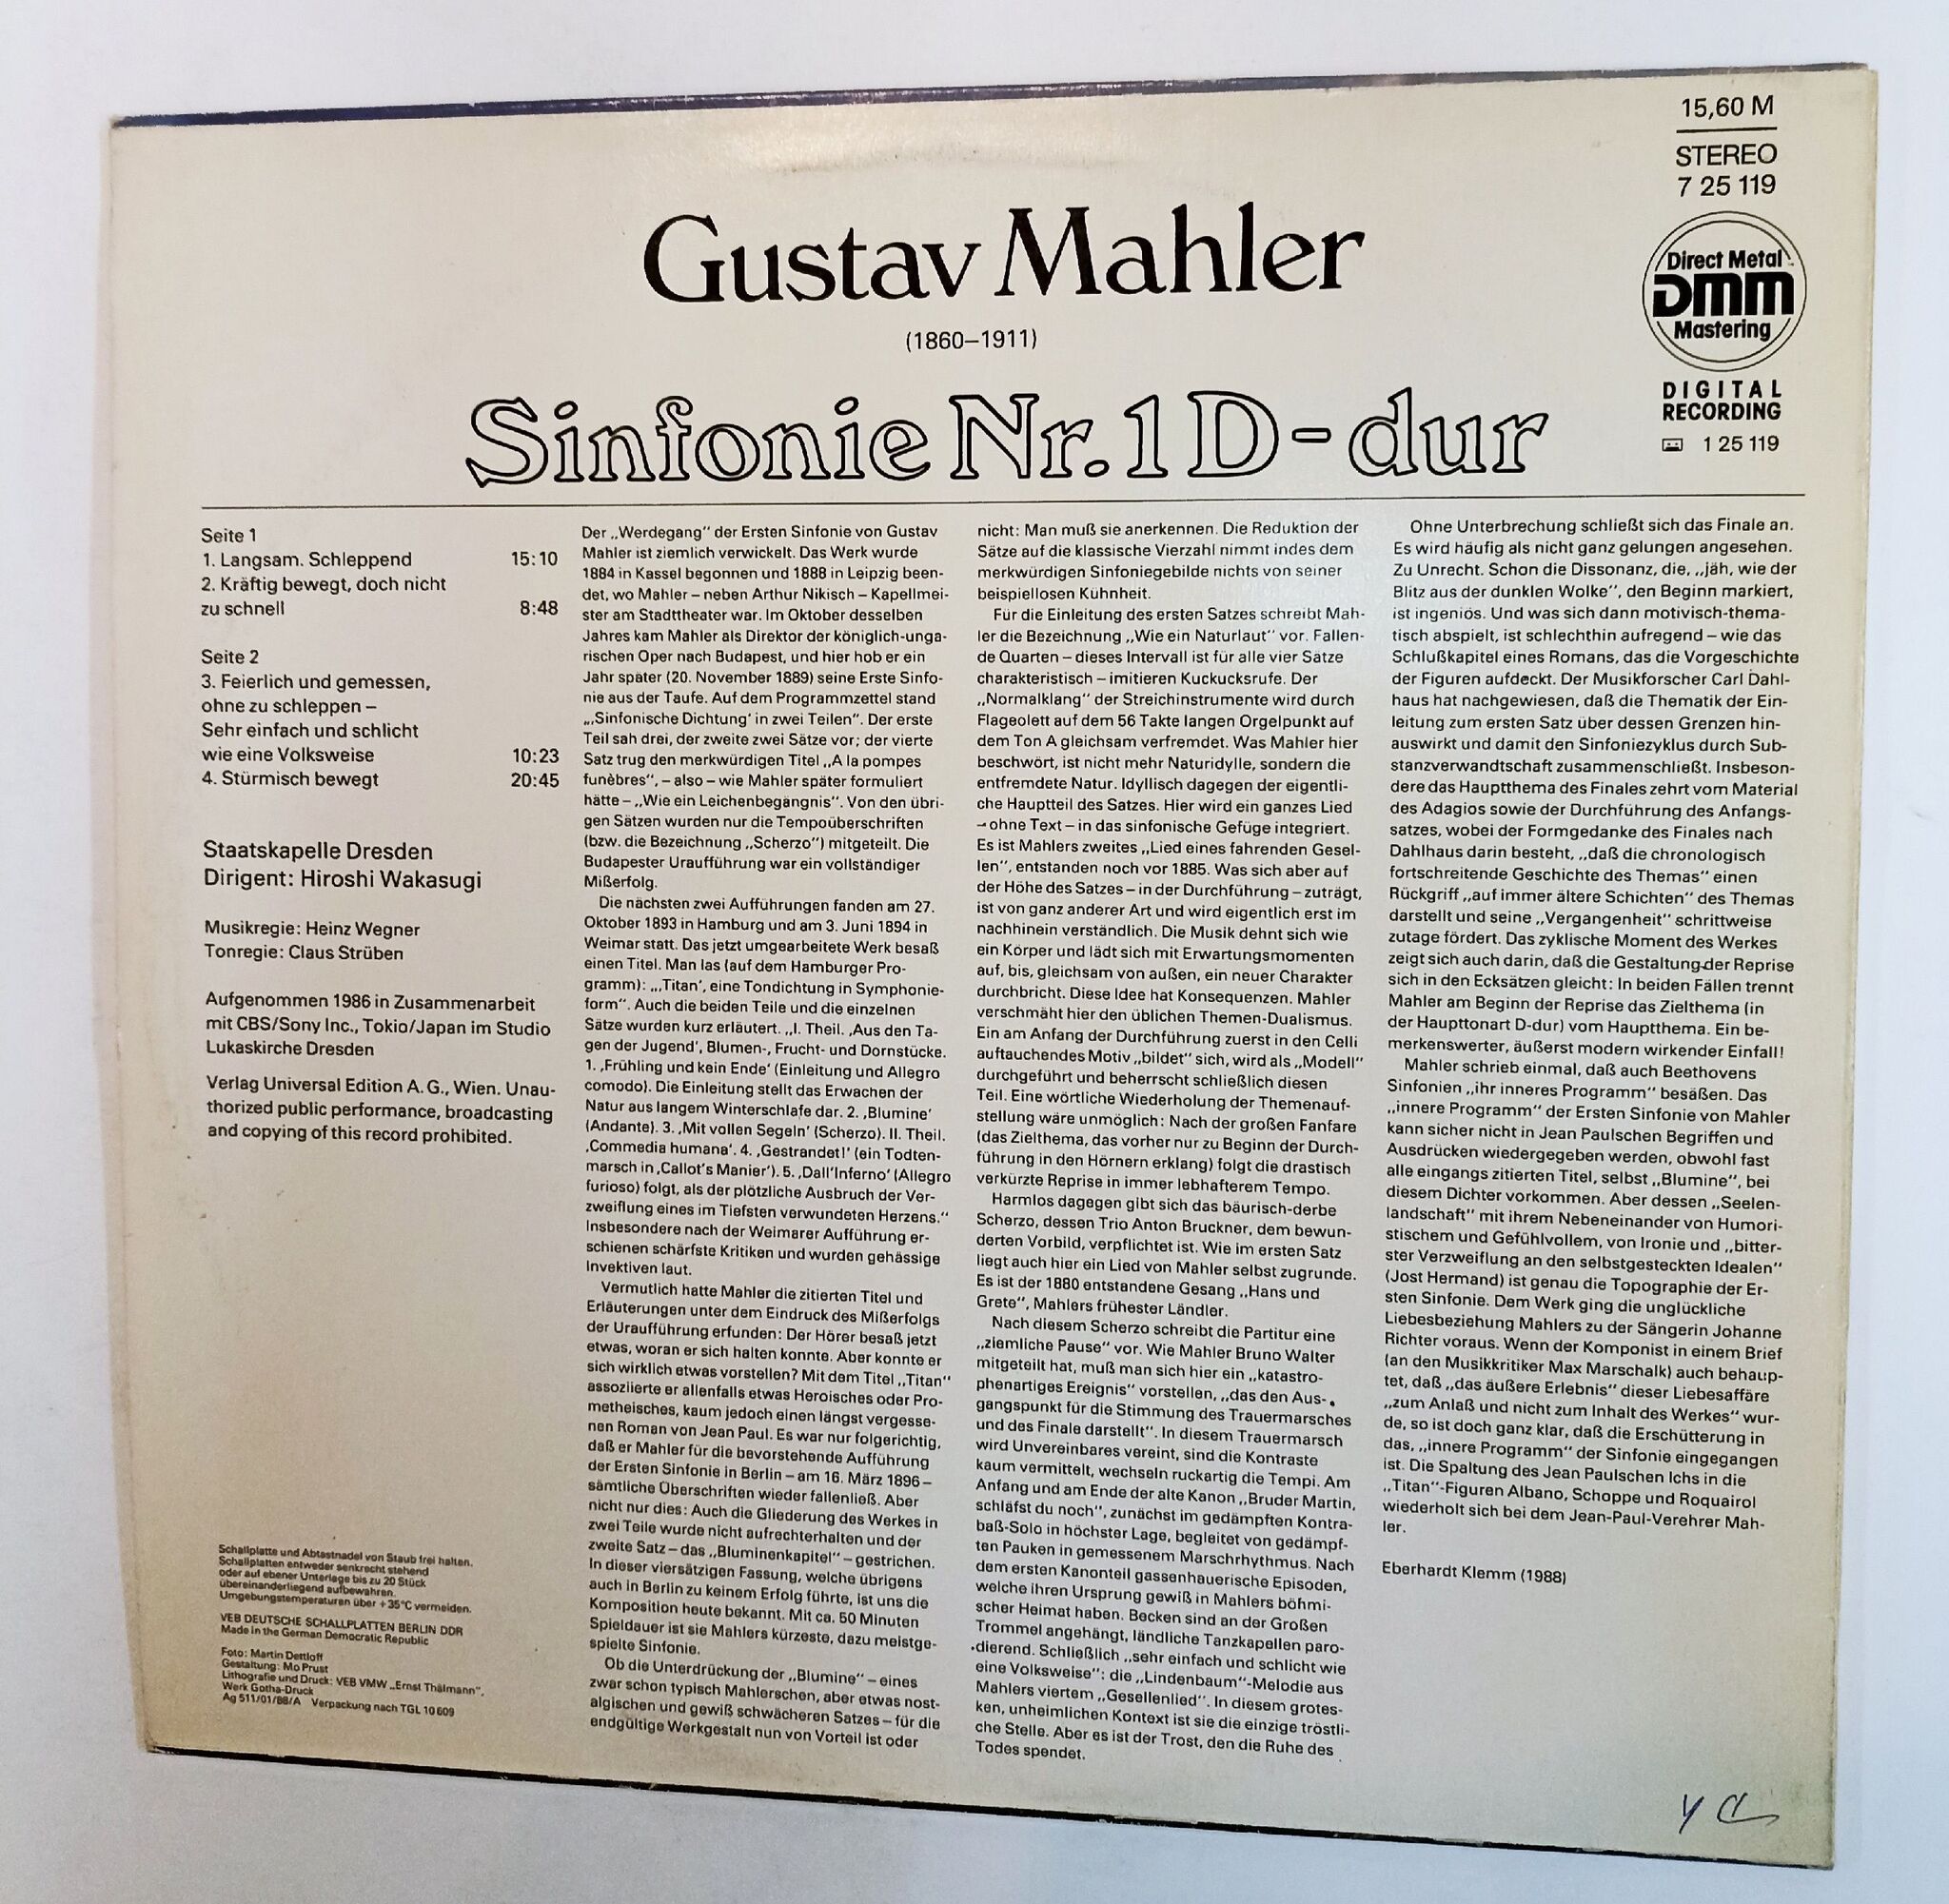 15,60 M
STEREO
7 25 119
Direct Metal
DMM
Mastering
DIGITAL
RECORDING
1 25 119
Gustav Mahler
(1860–1911)
Sinfonie Nr. 1 D-dur
Seite 1
1. Langsam. Schleppend 15:10
2. Kräftig bewegt, doch nicht
zu schnell 8:48
Seite 2
3. Feierlich und gemessen,
ohne zu schleppen –
Sehr einfach und schlicht
wie eine Volksweise 10:23
4. Stürmisch bewegt 20:45
Staatskapelle Dresden
Dirigent: Hiroshi Wakasugi
Musikregie: Heinz Wegner
Tonregie: Claus Strüben
Aufgenommen 1986 in Zusammenarbeit
mit CBS/Sony Inc., Tokio/Japan im Studio
Lukaskirche Dresden
Verlag Universal Edition A. G., Wien. Unau-
thorized public performance, broadcasting
and copying of this record prohibited.
Schallplatte und Abtastnadel von Staub frei halten.
Schallplatten entweder senkrecht stehend
oder auf ebener Unterlage bis zu 20 Stück
übereinanderliegend aufbewahren.
Umgebungstemperaturen über +35°C vermeiden.
VEB DEUTSCHE SCHALLPLATTEN BERLIN DDR
Made in the German Democratic Republic
Foto: Martin Dettloff
Gestaltung: Mo Prust
Lithografie und Druck: VEB VMW „Ernst Thälmann",
Werk Gotha-Druck
Ag 511/01/88/A Verpackung nach TGL 10 609
Der „Werdegang" der Ersten Sinfonie von Gustav
Mahler ist ziemlich verwickelt. Das Werk wurde
1884 in Kassel begonnen und 1888 in Leipzig been-
det, wo Mahler – neben Arthur Nikisch – Kapellmei-
ster am Stadttheater war. Im Oktober desselben
Jahres kam Mahler als Direktor der königlich-unga-
rischen Oper nach Budapest, und hier hob er ein
Jahr später (20. November 1889) seine Erste Sinfo-
nie aus der Taufe. Auf dem Programmzettel stand
„‚Sinfonische Dichtung' in zwei Teilen". Der erste
Teil sah drei, der zweite zwei Sätze vor; der vierte
Satz trug den merkwürdigen Titel „A la pompes
funèbres", – also – wie Mahler später formuliert
hätte – „Wie ein Leichenbegängnis". Von den übri-
gen Sätzen wurden nur die Tempoüberschriften
(bzw. die Bezeichnung „Scherzo") mitgeteilt. Die
Budapester Uraufführung war ein vollständiger
Mißerfolg.
Die nächsten zwei Aufführungen fanden am 27.
Oktober 1893 in Hamburg und am 3. Juni 1894 in
Weimar statt. Das jetzt umgearbeitete Werk besaß
einen Titel. Man las (auf dem Hamburger Pro-
gramm): „‚Titan', eine Tondichtung in Symphonie-
form". Auch die beiden Teile und die einzelnen
Sätze wurden kurz erläutert. „I. Theil. ‚Aus den Ta-
gen der Jugend', Blumen-, Frucht- und Dornstücke.
1. ‚Frühling und kein Ende' (Einleitung und Allegro
comodo). Die Einleitung stellt das Erwachen der
Natur aus langem Winterschlafe dar. 2. ‚Blumine'
(Andante). 3. ‚Mit vollen Segeln' (Scherzo). II. Theil.
‚Commedia humana'. 4. ‚Gestrandet!' (ein Todten-
marsch in ‚Callot's Manier'). 5. ‚Dall'Inferno' (Allegro
furioso) folgt, als der plötzliche Ausbruch der Ver-
zweiflung eines im Tiefsten verwundeten Herzens."
Insbesondere nach der Weimarer Aufführung er-
schienen schärfste Kritiken und wurden gehässige
Invektiven laut.
Vermutlich hatte Mahler die zitierten Titel und
Erläuterungen unter dem Eindruck des Mißerfolgs
der Uraufführung erfunden: Der Hörer besaß jetzt
etwas, woran er sich halten konnte. Aber konnte er
sich wirklich etwas vorstellen? Mit dem Titel „Titan"
assoziierte er allenfalls etwas Heroisches oder Pro-
metheisches, kaum jedoch einen längst vergesse-
nen Roman von Jean Paul. Es war nur folgerichtig,
daß er Mahler für die bevorstehende Aufführung
der Ersten Sinfonie in Berlin – am 16. März 1896 –
sämtliche Überschriften wieder fallenließ. Aber
nicht nur dies: Auch die Gliederung des Werkes in
zwei Teile wurde nicht aufrechterhalten und der
zweite Satz – das „Bluminenkapitel" – gestrichen.
In dieser viersätzigen Fassung, welche übrigens
auch in Berlin zu keinem Erfolg führte, ist uns die
Komposition heute bekannt. Mit ca. 50 Minuten
Spieldauer ist sie Mahlers kürzeste, dazu meistge-
spielte Sinfonie.
Ob die Unterdrückung der „Blumine" – eines
zwar schon typisch Mahlerschen, aber etwas nost-
algischen und gewiß schwächeren Satzes – für die
endgültige Werkgestalt nun von Vorteil ist oder
nicht: Man muß sie anerkennen. Die Reduktion der
Sätze auf die klassische Vierzahl nimmt indes dem
merkwürdigen Sinfoniegebilde nichts von seiner
beispiellosen Kühnheit.
Für die Einleitung des ersten Satzes schreibt Mah-
ler die Bezeichnung „Wie ein Naturlaut" vor. Fallen-
de Quarten – dieses Intervall ist für alle vier Sätze
charakteristisch – imitieren Kuckucksrufe. Der
„Normalklang" der Streichinstrumente wird durch
Flageolett auf dem 56 Takte langen Orgelpunkt auf
dem Ton A gleichsam verfremdet. Was Mahler hier
beschwört, ist nicht mehr Naturidylle, sondern die
entfremdete Natur. Idyllisch dagegen der eigentli-
che Hauptteil des Satzes. Hier wird ein ganzes Lied
– ohne Text – in das sinfonische Gefüge integriert.
Es ist Mahlers zweites „Lied eines fahrenden Gesel-
len", entstanden noch vor 1885. Was sich aber auf
der Höhe des Satzes – in der Durchführung – zuträgt,
ist von ganz anderer Art und wird eigentlich erst im
nachhinein verständlich. Die Musik dehnt sich wie
ein Körper und lädt sich mit Erwartungsmomenten
auf, bis, gleichsam von außen, ein neuer Charakter
durchbricht. Diese Idee hat Konsequenzen. Mahler
verschmäht hier den üblichen Themen-Dualismus.
Ein am Anfang der Durchführung zuerst in den Celli
auftauchendes Motiv „bildet" sich, wird als „Modell"
durchgeführt und beherrscht schließlich diesen
Teil. Eine wörtliche Wiederholung der Themenauf-
stellung wäre unmöglich: Nach der großen Fanfare
(das Zielthema, das vorher nur zu Beginn der Durch-
führung in den Hörnern erklang) folgt die drastisch
verkürzte Reprise in immer lebhafterem Tempo.
Harmlos dagegen gibt sich das bäurisch-derbe
Scherzo, dessen Trio Anton Bruckner, dem bewun-
derten Vorbild, verpflichtet ist. Wie im ersten Satz
liegt auch hier ein Lied von Mahler selbst zugrunde.
Es ist der 1880 entstandene Gesang „Hans und
Grete", Mahlers frühester Ländler.
Nach diesem Scherzo schreibt die Partitur eine
„ziemliche Pause" vor. Wie Mahler Bruno Walter
mitgeteilt hat, muß man sich hier ein „katastro-
phenartiges Ereignis" vorstellen, „das den Aus-
gangspunkt für die Stimmung des Trauermarsches
und des Finale darstellt". In diesem Trauermarsch
wird Unvereinbares vereint, sind die Kontraste
kaum vermittelt, wechseln ruckartig die Tempi. Am
Anfang und am Ende der alte Kanon „Bruder Martin,
schläfst du noch", zunächst im gedämpften Kontra-
baß-Solo in höchster Lage, begleitet von gedämpf-
ten Pauken in gemessenem Marschrhythmus. Nach
dem ersten Kanonteil gassenhauerische Episoden,
welche ihren Ursprung gewiß in Mahlers böhmi-
scher Heimat haben. Becken sind an der Großen
Trommel angehängt, ländliche Tanzkapellen paro-
dierend. Schließlich „sehr einfach und schlicht wie
eine Volksweise": die „Lindenbaum"-Melodie aus
Mahlers viertem „Gesellenlied". In diesem grotes-
ken, unheimlichen Kontext ist sie die einzige tröstli-
che Stelle. Aber es ist der Trost, den die Ruhe des
Todes spendet.
Ohne Unterbrechung schließt sich das Finale an.
Es wird häufig als nicht ganz gelungen angesehen.
Zu Unrecht. Schon die Dissonanz, die, „jäh, wie der
Blitz aus der dunklen Wolke", den Beginn markiert,
ist ingeniös. Und was sich dann motivisch-thema-
tisch abspielt, ist schlechthin aufregend – wie das
Schlußkapitel eines Romans, das die Vorgeschichte
der Figuren aufdeckt. Der Musikforscher Carl Dahl-
haus hat nachgewiesen, daß die Thematik der Ein-
leitung zum ersten Satz über dessen Grenzen hin-
auswirkt und damit den Sinfoniezyklus durch Sub-
stanzverwandtschaft zusammenschließt. Insbeson-
dere das Hauptthema des Finales zehrt vom Material
des Adagios sowie der Durchführung des Anfangs-
satzes, wobei der Formgedanke des Finales nach
Dahlhaus darin besteht, „daß die chronologisch
fortschreitende Geschichte des Themas" einen
Rückgriff „auf immer ältere Schichten" des Themas
darstellt und seine „Vergangenheit" schrittweise
zutage fördert. Das zyklische Moment des Werkes
zeigt sich auch darin, daß die Gestaltung der Reprise
sich in den Ecksätzen gleicht: In beiden Fällen trennt
Mahler am Beginn der Reprise das Zielthema (in
der Haupttonart D-dur) vom Hauptthema. Ein be-
merkenswerter, äußerst modern wirkender Einfall!
Mahler schrieb einmal, daß auch Beethovens
Sinfonien „ihr inneres Programm" besäßen. Das
„innere Programm" der Ersten Sinfonie von Mahler
kann sicher nicht in Jean Paulschen Begriffen und
Ausdrücken wiedergegeben werden, obwohl fast
alle eingangs zitierten Titel, selbst „Blumine", bei
diesem Dichter vorkommen. Aber dessen „Seelen-
landschaft" mit ihrem Nebeneinander von Humori-
stischem und Gefühlvollem, von Ironie und „bitter-
ster Verzweiflung an den selbstgesteckten Idealen"
(Jost Hermand) ist genau die Topographie der Er-
sten Sinfonie. Dem Werk ging die unglückliche
Liebesbeziehung Mahlers zu der Sängerin Johanne
Richter voraus. Wenn der Komponist in einem Brief
(an den Musikkritiker Max Marschalk) auch behaup-
tet, daß „das äußere Erlebnis" dieser Liebesaffäre
„zum Anlaß und nicht zum Inhalt des Werkes" wur-
de, so ist doch ganz klar, daß die Erschütterung in
das, „innere Programm" der Sinfonie eingegangen
ist. Die Spaltung des Jean Paulschen Ichs in die
„Titan"-Figuren Albano, Schoppe und Roquairol
wiederholt sich bei dem Jean-Paul-Verehrer Mah-
ler.
Eberhardt Klemm (1988)